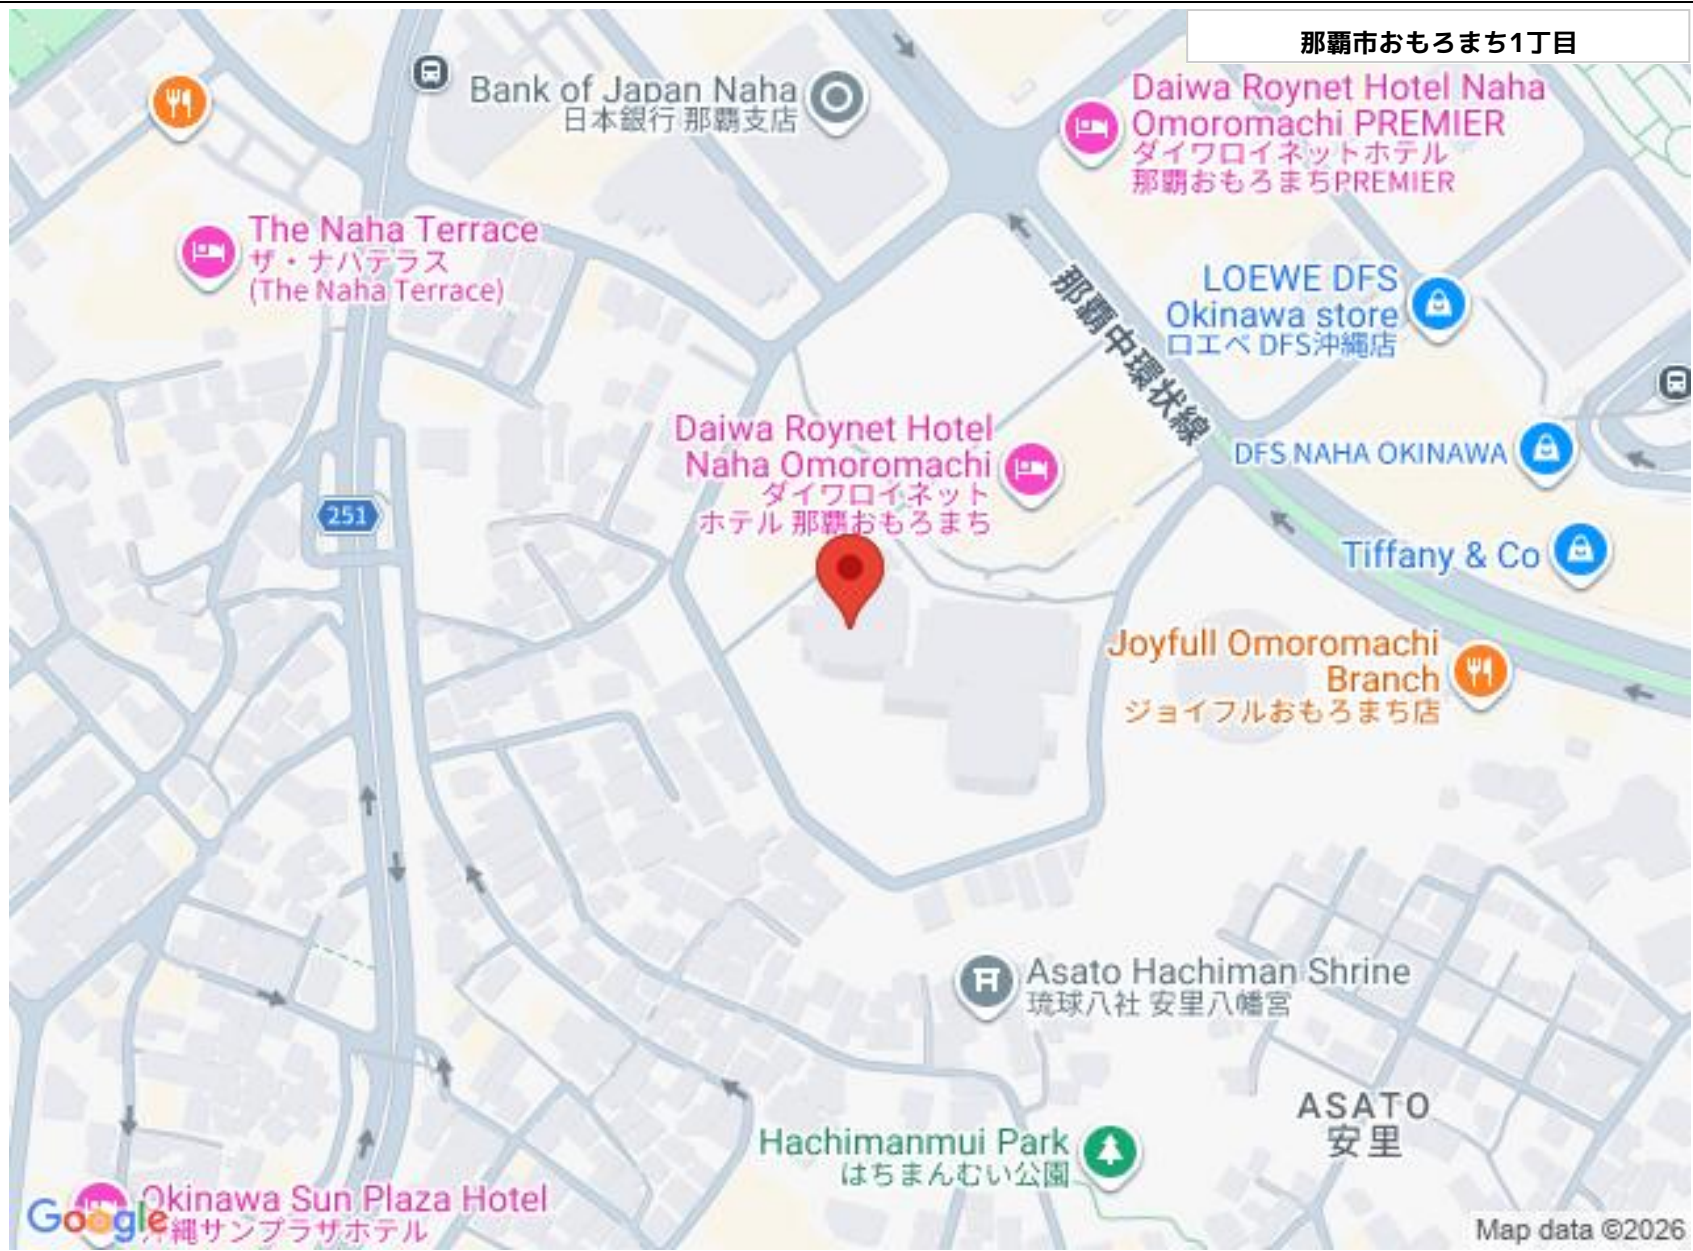 那覇市おもろまち1丁目
Bank of Japan Naha
日本銀行 那覇支店
Daiwa Roynet Hotel Naha
Omoromachi PREMIER
ダイワロイネットホテル
那覇おもろまちPREMIER
The Naha Terrace
ザ・ナハテラス
(The Naha Terrace)
那覇中環状線
LOEWE DFS
Okinawa store
ロエベ DFS沖縄店
Daiwa Roynet Hotel
Naha Omoromachi
ダイワロイネット
ホテル 那覇おもろまち
DFS NAHA OKINAWA
251
Tiffany & Co
Joyfull Omoromachi
Branch
ジョイフルおもろまち店
Asato Hachiman Shrine
琉球八社 安里八幡宮
ASATO
安里
Hachimanmui Park
はちまんむい公園
Okinawa Sun Plaza Hotel
沖縄サンプラザホテル
Google
Map data ©2026